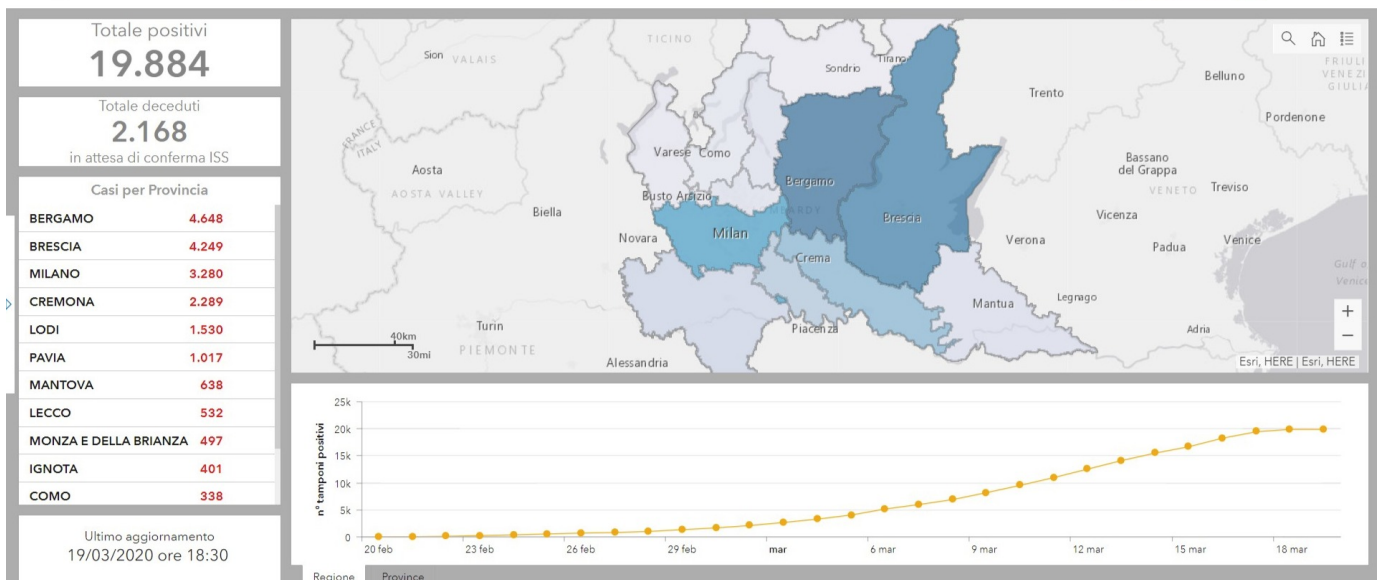 Totale positivi
19.884
Totale deceduti
2.168
in attesa di conferma ISS
Casi per Provincia
BERGAMO 4.648
BRESCIA 4.249
MILANO 3.280
CREMONA 2.289
LODI 1.530
PAVIA 1.017
MANTOVA 638
LECCO 532
MONZA E DELLA BRIANZA 497
IGNOTA 401
COMO 338
Ultimo aggiornamento
19/03/2020 ore 18:30
TICINO
Sion VALAIS
Sondrio
Tirano
Trento
Belluno
FRIULI
VENEZI
GIULIA
Pordenone
FRANCE
ITALY
Aosta
AOSTA VALLEY
Varese Como
Bassano
del Grappa
VENETO Treviso
Bergamo
Busto Arsizio
Biella
Brescia
Vicenza
Novara
Milan
Verona
Padua
Venice
Crema
Gulf o
Venice
Mantua
Legnago
Turin
PIEMONTE
Piacenza
Adria
40km
30mi
Alessandria
+
−
Esri, HERE | Esri, HERE
n° tamponi positivi
25k
20k
15k
10k
5k
0
20 feb 23 feb 26 feb 29 feb mar 6 mar 9 mar 12 mar 15 mar 18 mar
Regione Province